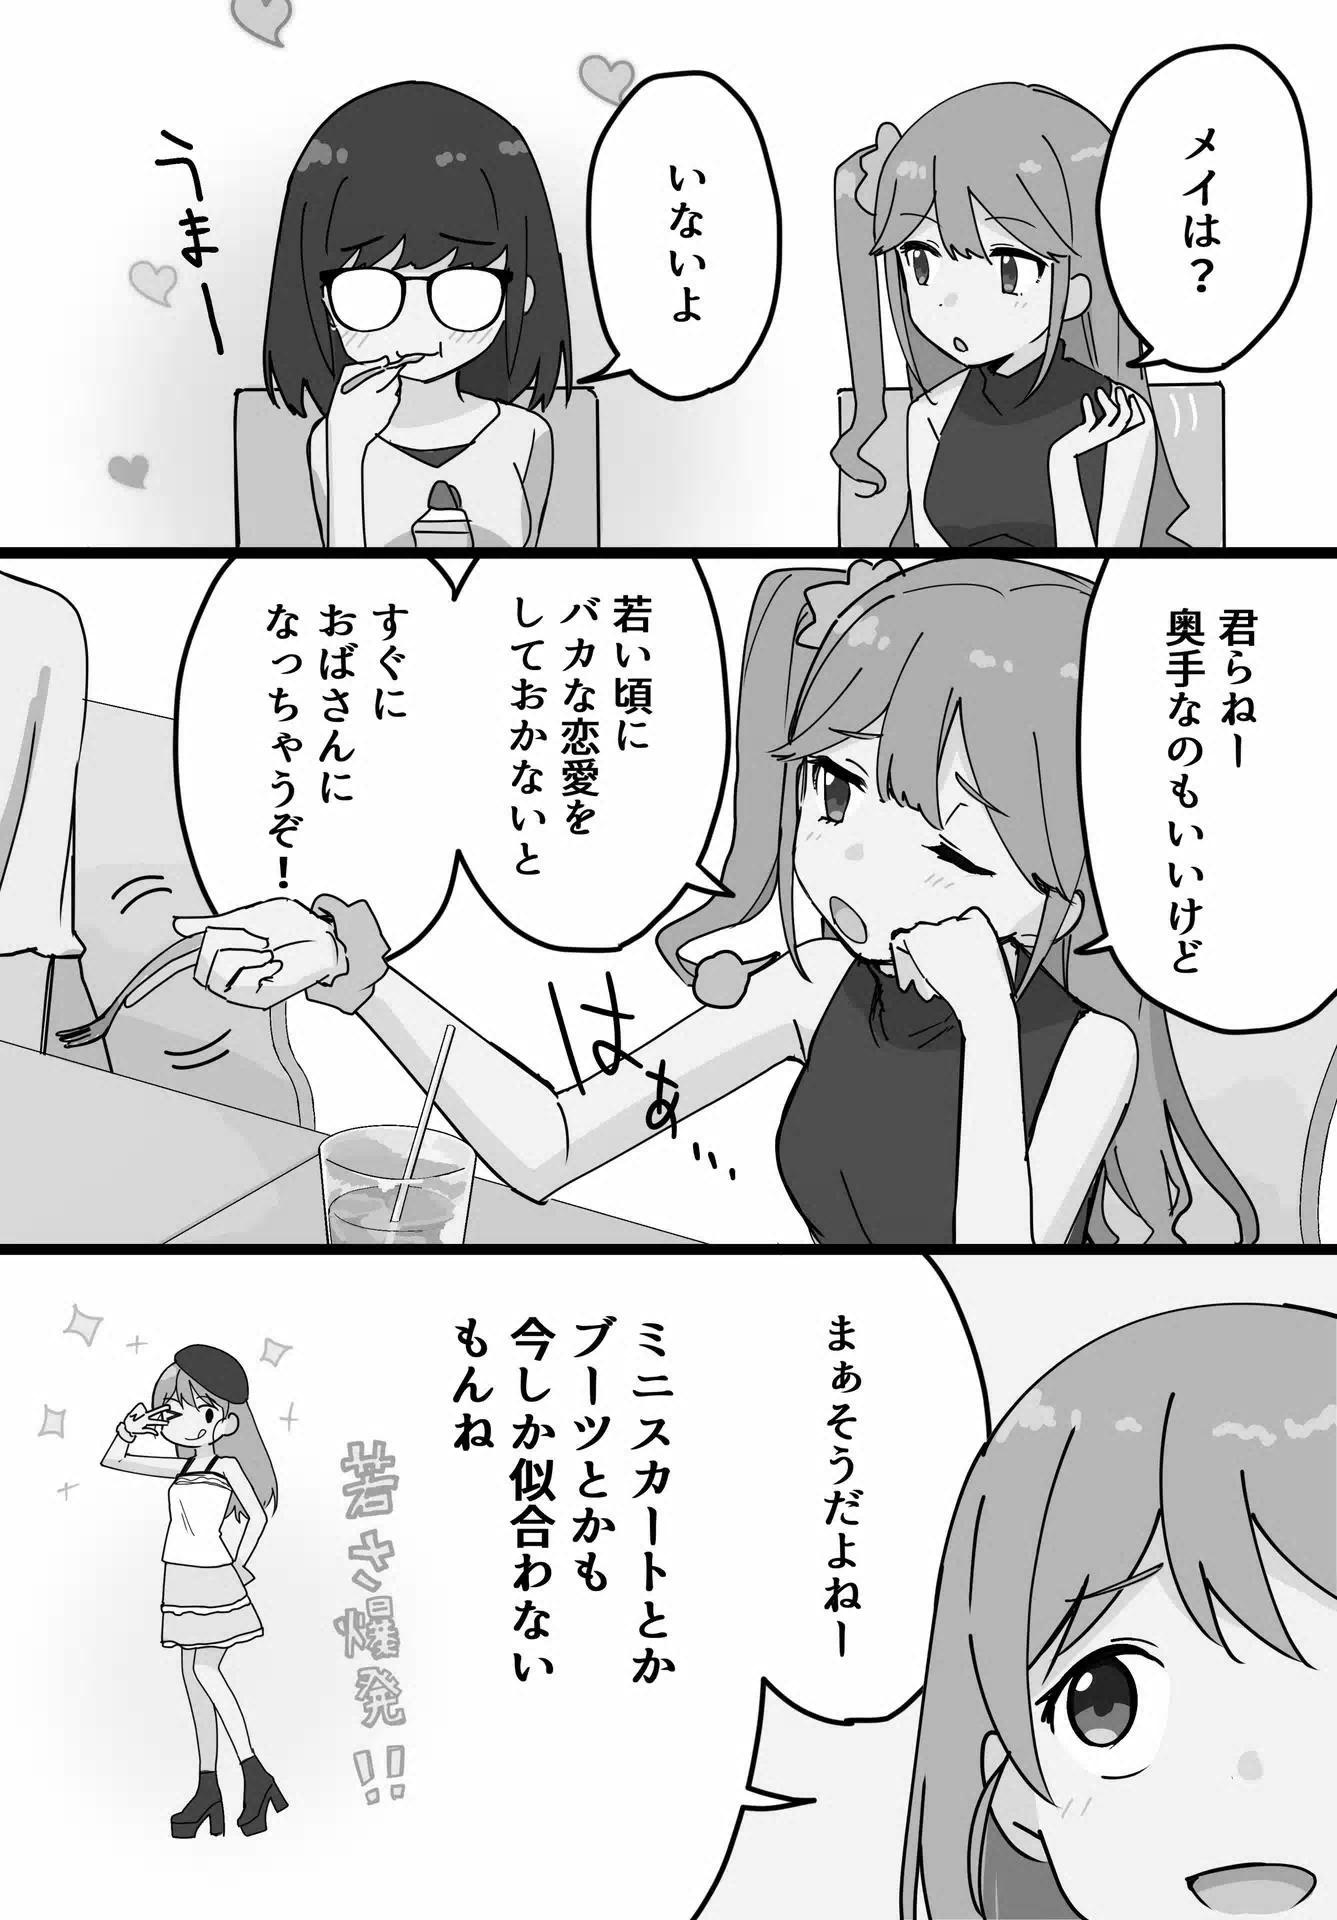 メイは？
いないよ
うまー
君らねー
奥手なのもいいけど
若い頃に
バカな恋愛を
しておかないと
すぐに
おばさんに
なっちゃうぞ！
はぁ…
まぁそうだよねー
ミニスカートとか
ブーツとかも
今しか似合わない
もんね
若さ爆発！！